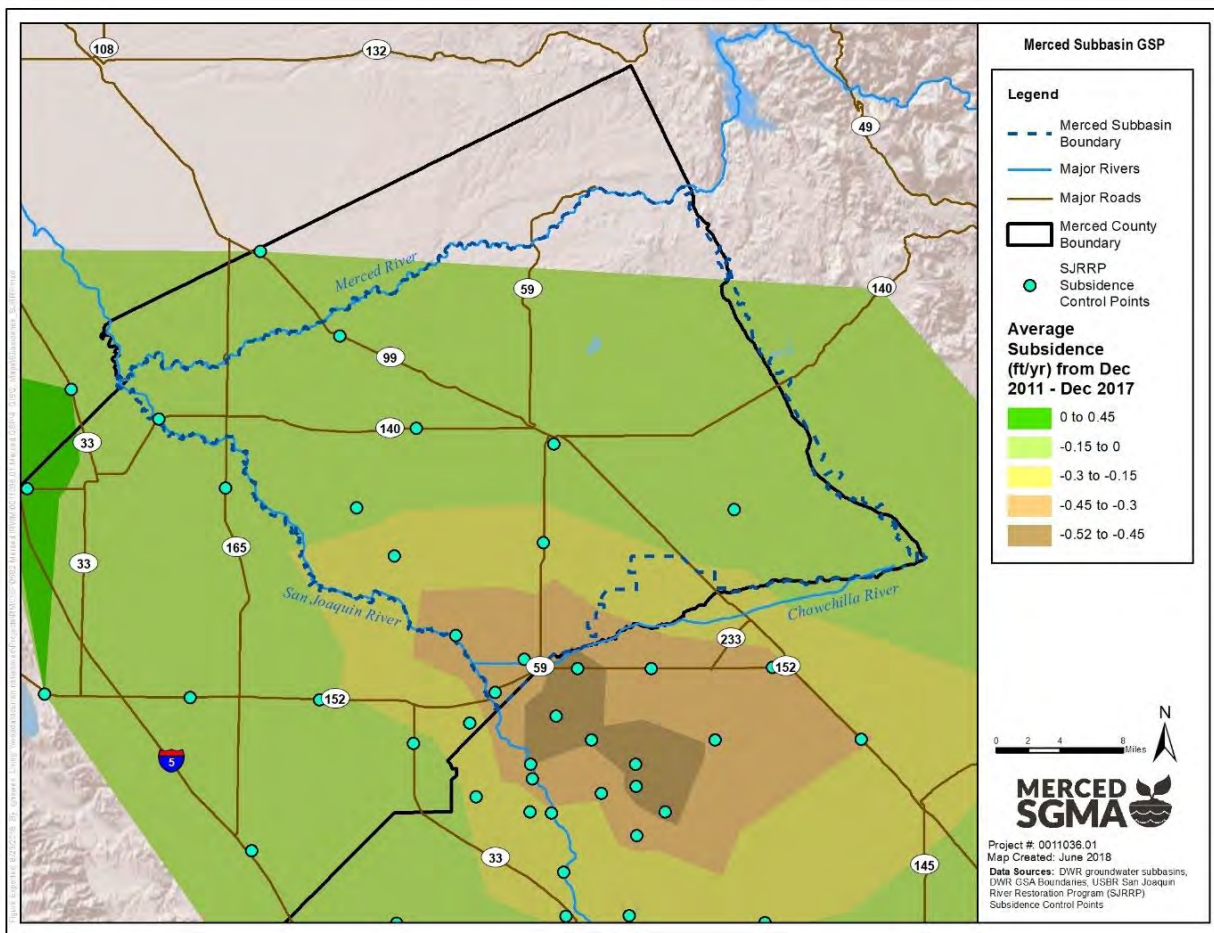 Merced Subbasin GSP
Legend
Merced Subbasin
Boundary
Major Rivers
Major Roads
Merced County
Boundary
SJRRP
Subsidence
Control Points
Average
Subsidence
(ft/yr) from Dec
2011 - Dec 2017
0 to 0.45
-0.15 to 0
-0.3 to -0.15
-0.45 to -0.3
-0.52 to -0.45
N
0 2 4 8
Miles
MERCED
SGMA
Project #: 0011036.01
Map Created: June 2018
Data Sources: DWR groundwater subbasins,
DWR GSA Boundaries, USBR San Joaquin
River Restoration Program (SJRRP)
Subsidence Control Points
108
132
49
Merced River
59
140
99
33
140
33
165
San Joaquin River
Chowchilla River
233
59
152
152
5
33
145